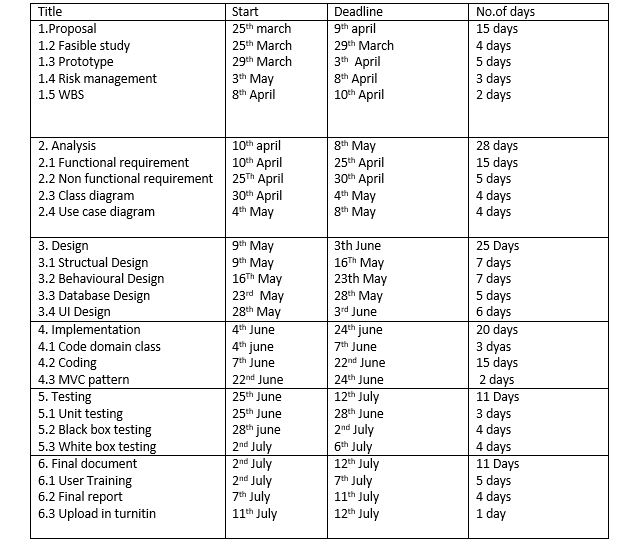 Title Start Deadline No.of days
1.Proposal 25th march 9th april 15 days
1.2 Fasible study 25th March 29th March 4 days
1.3 Prototype 29th March 3th April 5 days
1.4 Risk management 3th May 8th April 3 days
1.5 WBS 8th April 10th April 2 days
2. Analysis 10th april 8th May 28 days
2.1 Functional requirement 10th April 25th April 15 days
2.2 Non functional requirement 25Th April 30th April 5 days
2.3 Class diagram 30th April 4th May 4 days
2.4 Use case diagram 4th May 8th May 4 days
3. Design 9th May 3th June 25 Days
3.1 Structual Design 9th May 16Th May 7 days
3.2 Behavioural Design 16Th May 23th May 7 days
3.3 Database Design 23rd May 28th May 5 days
3.4 UI Design 28th May 3rd June 6 days
4. Implementation 4th June 24th june 20 days
4.1 Code domain class 4th june 7th June 3 dyas
4.2 Coding 7th June 22nd June 15 days
4.3 MVC pattern 22nd June 24th June 2 days
5. Testing 25th June 12th July 11 Days
5.1 Unit testing 25th June 28th June 3 days
5.2 Black box testing 28th june 2nd July 4 days
5.3 White box testing 2nd July 6th July 4 days
6. Final document 2nd July 12th July 11 Days
6.1 User Training 2nd July 7th July 5 days
6.2 Final report 7th July 11th July 4 days
6.3 Upload in turnitin 11th July 12th July 1 day